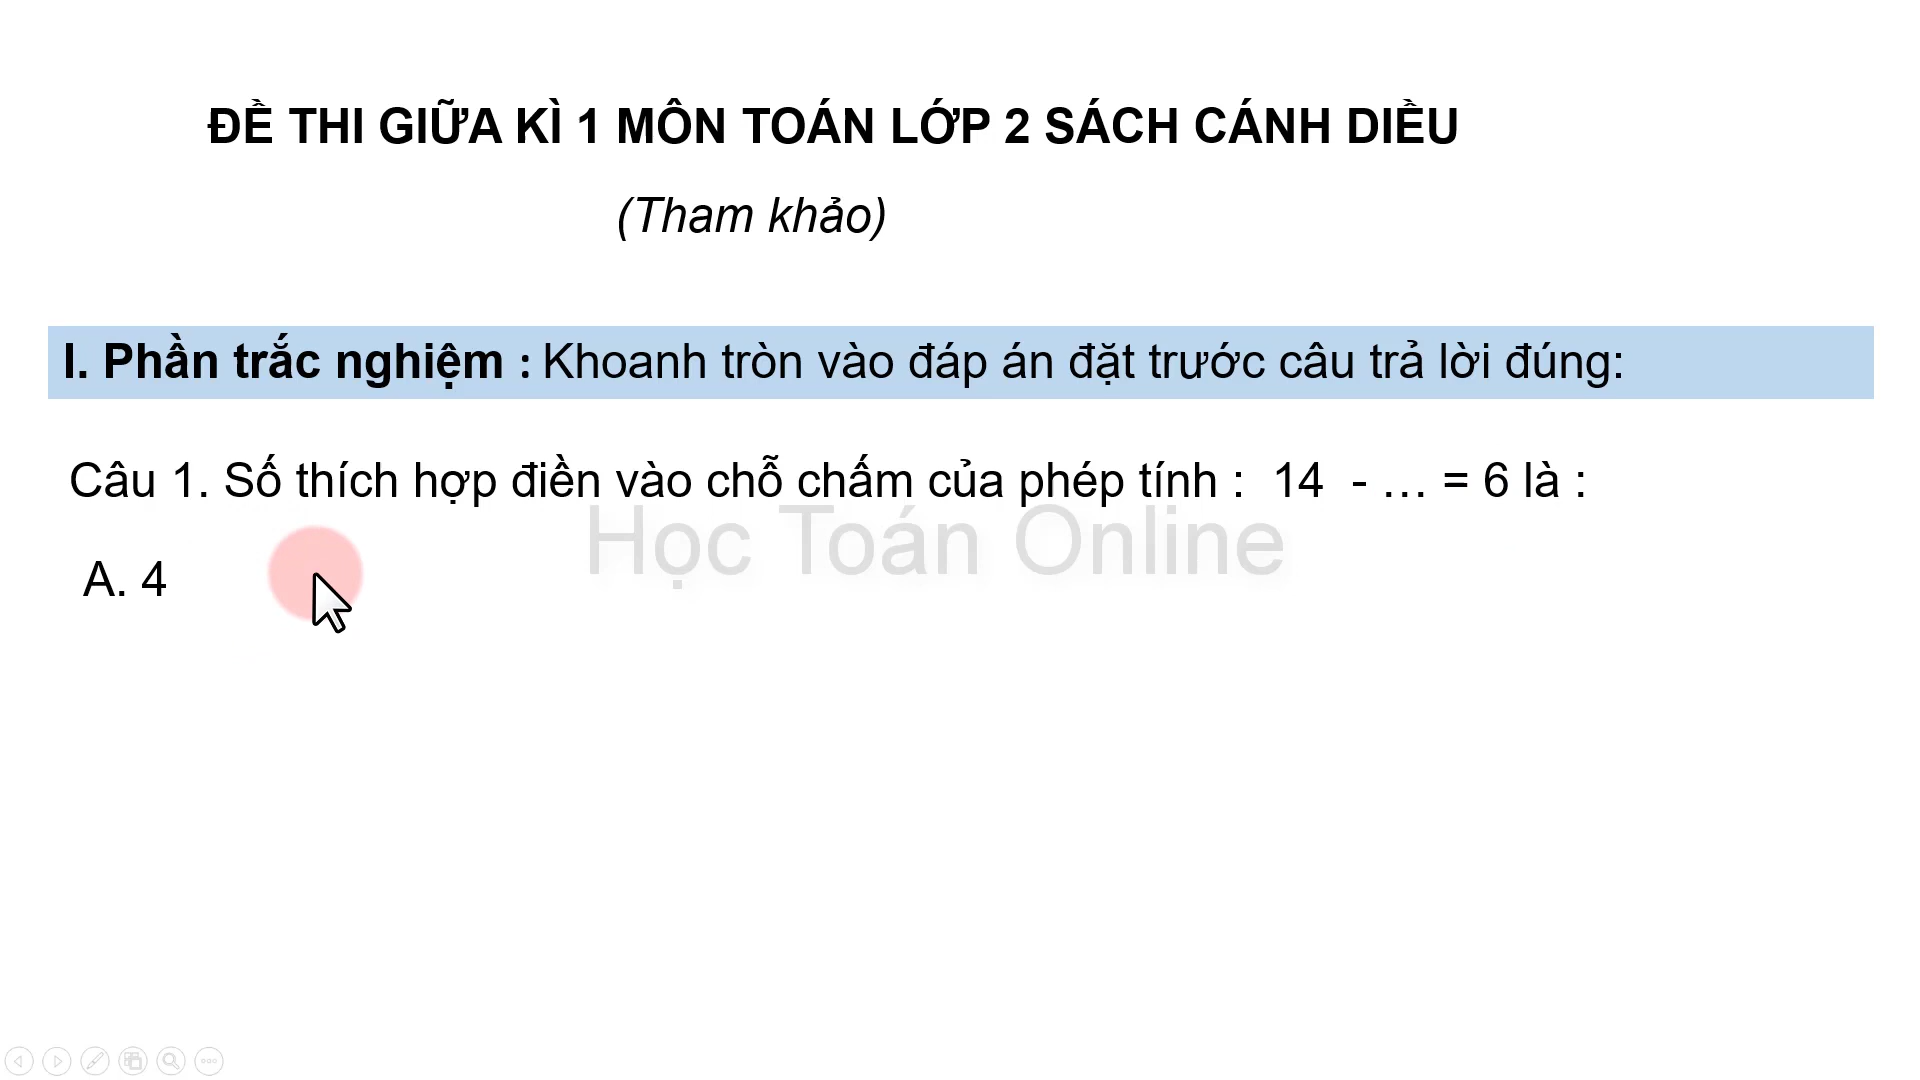 ĐỀ THI GIỮA KÌ 1 MÔN TOÁN LỚP 2 SÁCH CÁNH DIỀU
(Tham khảo)
I. Phần trắc nghiệm : Khoanh tròn vào đáp án đặt trước câu trả lời đúng:
Câu 1. Số thích hợp điền vào chỗ chấm của phép tính : 14 - … = 6 là :
Học Toán Online
A. 4